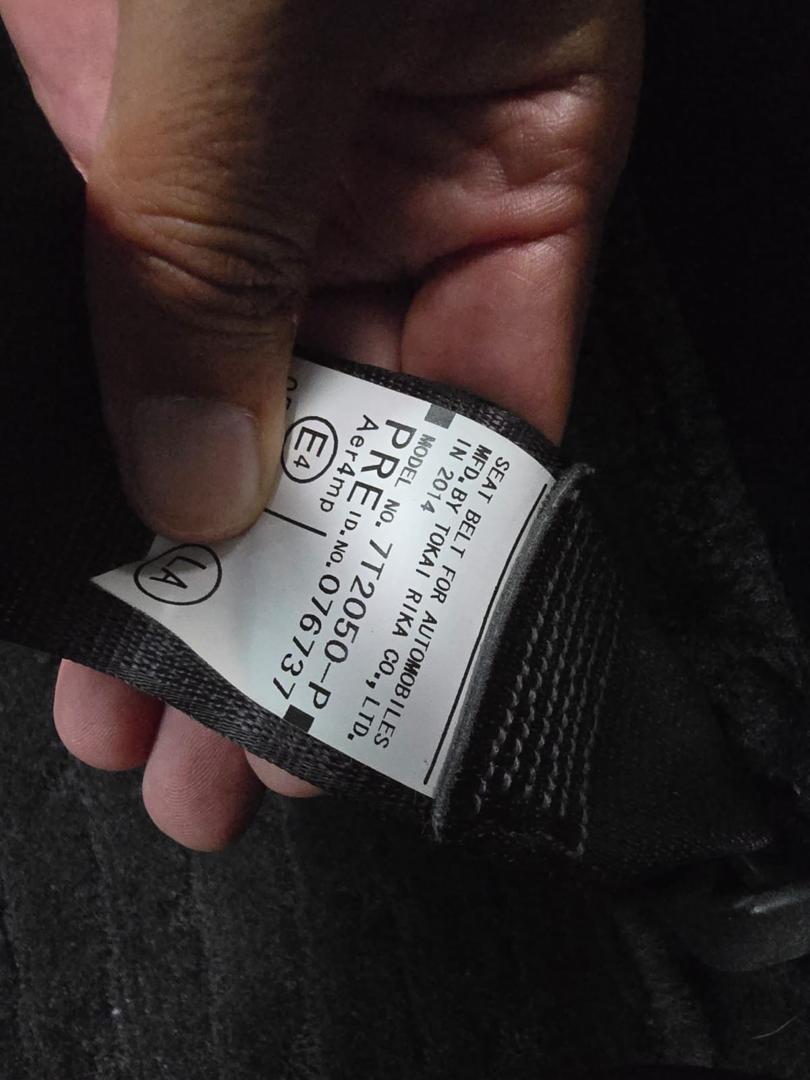 SEAT BELT FOR AUTOMOBILES
MFD. BY TOKAI RIKA CO., LTD.
IN 2014
MODEL NO. 7T2050-P
PRE ID.NO. 076737
Aer4mp
E4
LA